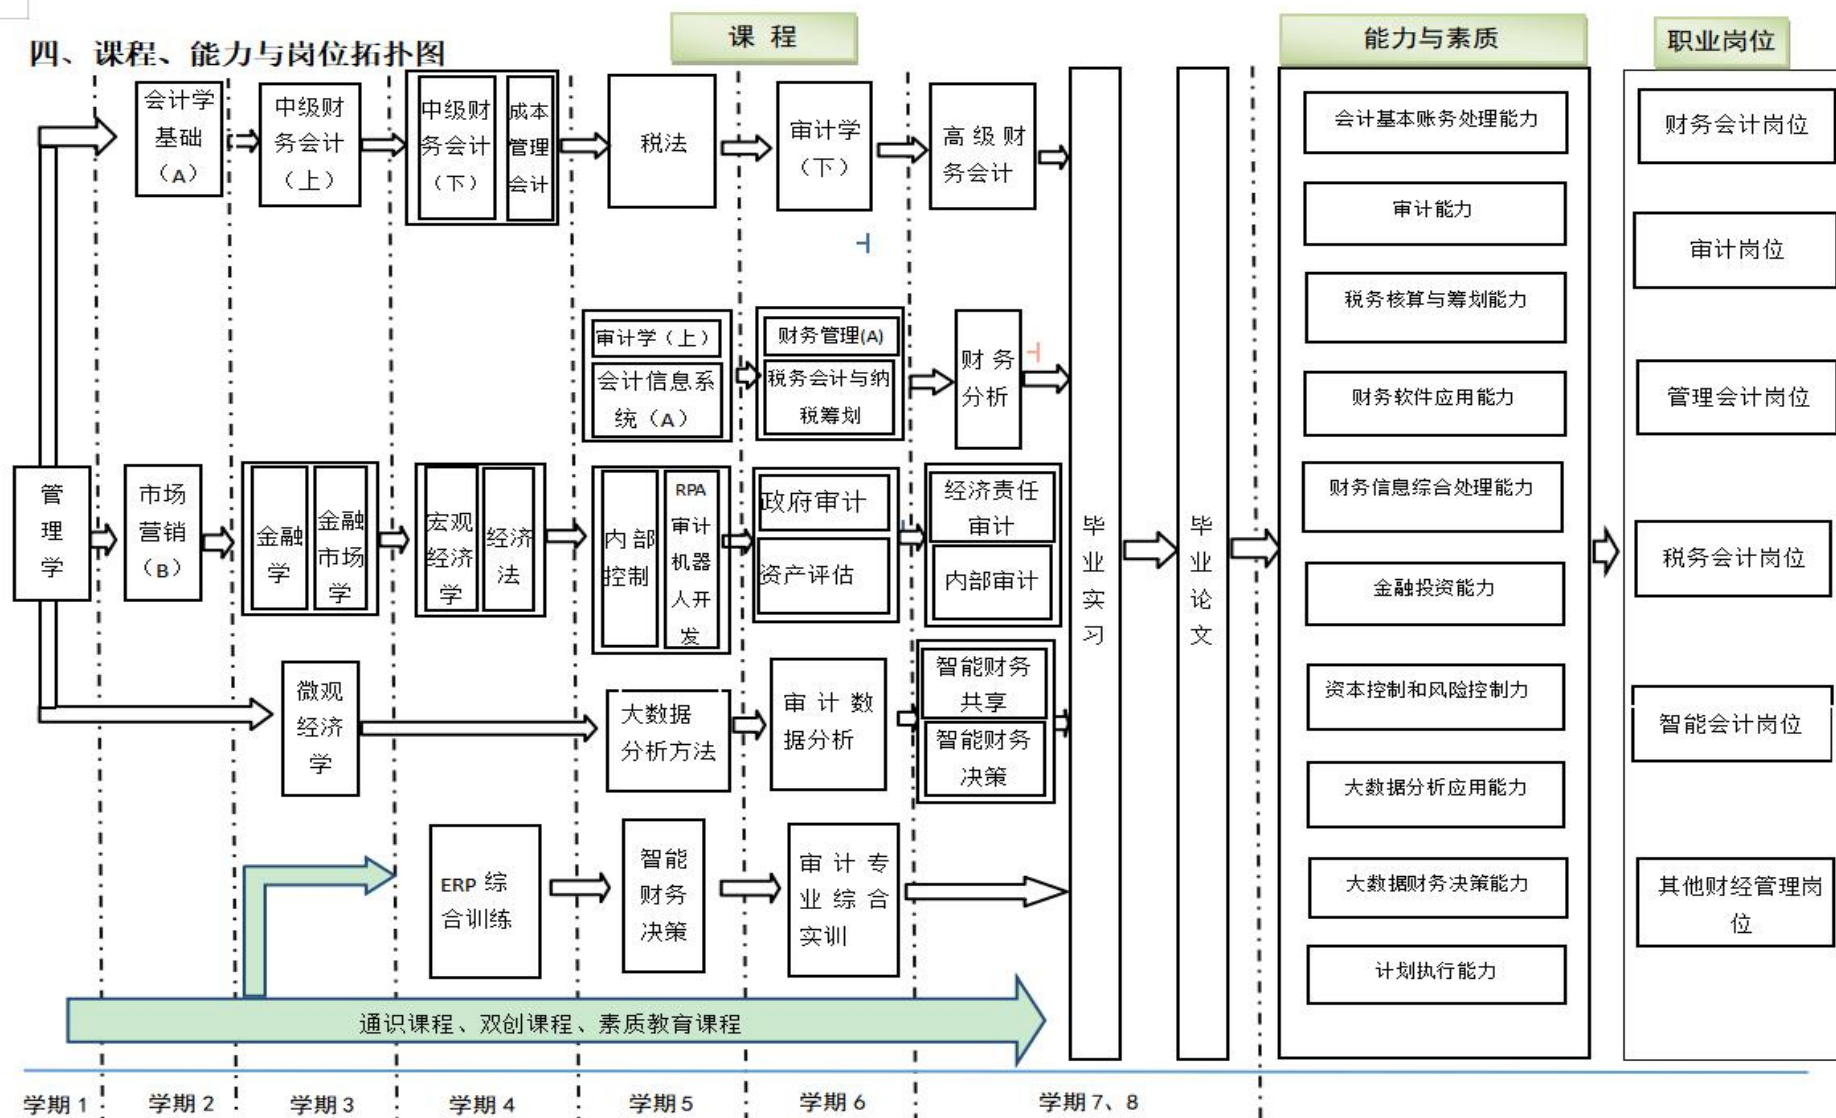 四、课程、能力与岗位拓扑图
课 程
能力与素质
职业岗位
会计学
基础
（A）
中级财
务会计
（上）
中级财
务会计
（下）
成本
管理
会计
税法
审计学
（下）
高 级 财
务会计
审计学（上）
会计信息系
统（A）
财务管理(A)
税务会计与纳
税筹划
财 务
分析
管
理
学
市场
营销
（B）
金融
学
金融
市场
学
宏观
经济
学
经济
法
内 部
控制
RPA
审计
机器
人开
发
政府审计
资产评估
经济责任
审计
内部审计
微观
经济
学
大数据
分析方法
审 计 数
据分析
智能财务
共享
智能财务
决策
ERP 综
合训练
智能
财务
决策
审 计 专
业 综 合
实训
通识课程、双创课程、素质教育课程
毕
业
实
习
毕
业
论
文
会计基本账务处理能力
审计能力
税务核算与筹划能力
财务软件应用能力
财务信息综合处理能力
金融投资能力
资本控制和风险控制力
大数据分析应用能力
大数据财务决策能力
计划执行能力
财务会计岗位
审计岗位
管理会计岗位
税务会计岗位
智能会计岗位
其他财经管理岗
位
学期 1
学期 2
学期 3
学期 4
学期 5
学期 6
学期 7、8